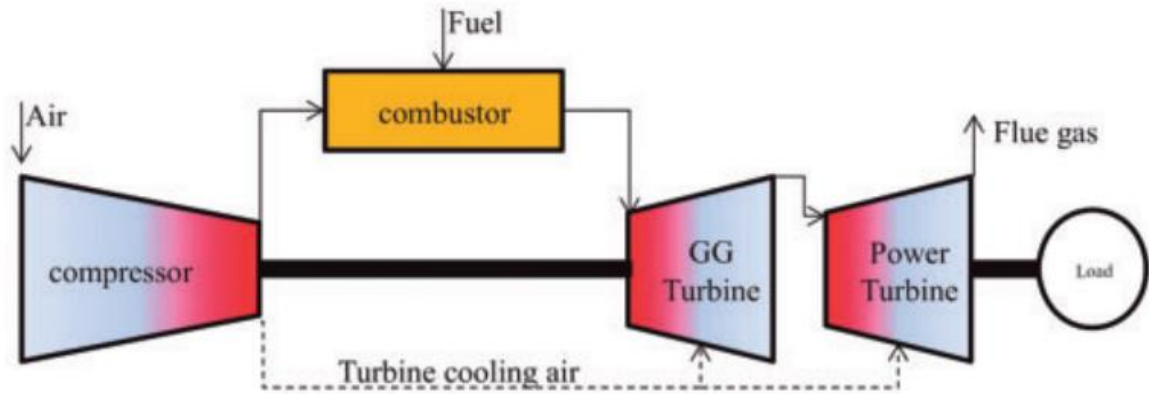 Fuel
Air
combustor
Flue gas
compressor
GG
Turbine
Power
Turbine
Load
Turbine cooling air